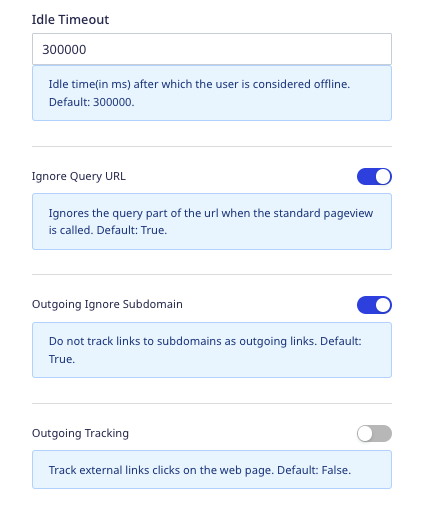 Idle Timeout
300000
Idle time(in ms) after which the user is considered offline.
Default: 300000.
Ignore Query URL
Ignores the query part of the url when the standard pageview
is called. Default: True.
Outgoing Ignore Subdomain
Do not track links to subdomains as outgoing links. Default:
True.
Outgoing Tracking
Track external links clicks on the web page. Default: False.